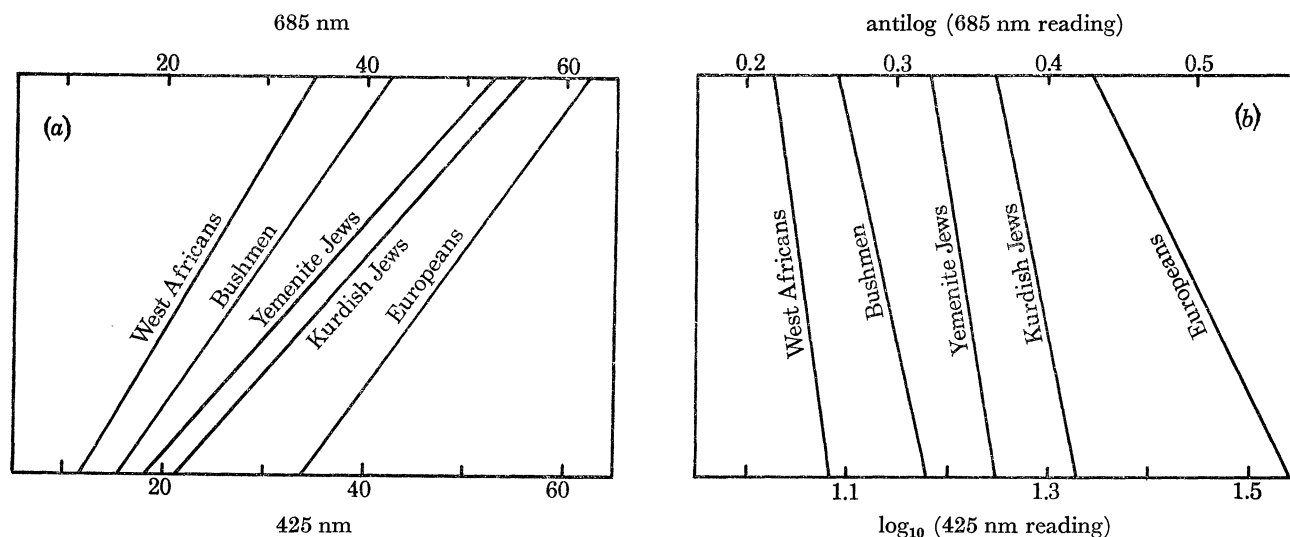 685 nm
20 40 60
(a)
West Africans
Bushmen
Yemenite Jews
Kurdish Jews
Europeans
20 40 60
425 nm
antilog (685 nm reading)
0.2 0.3 0.4 0.5
(b)
West Africans
Bushmen
Yemenite Jews
Kurdish Jews
Europeans
1.1 1.3 1.5
log₁₀ (425 nm reading)